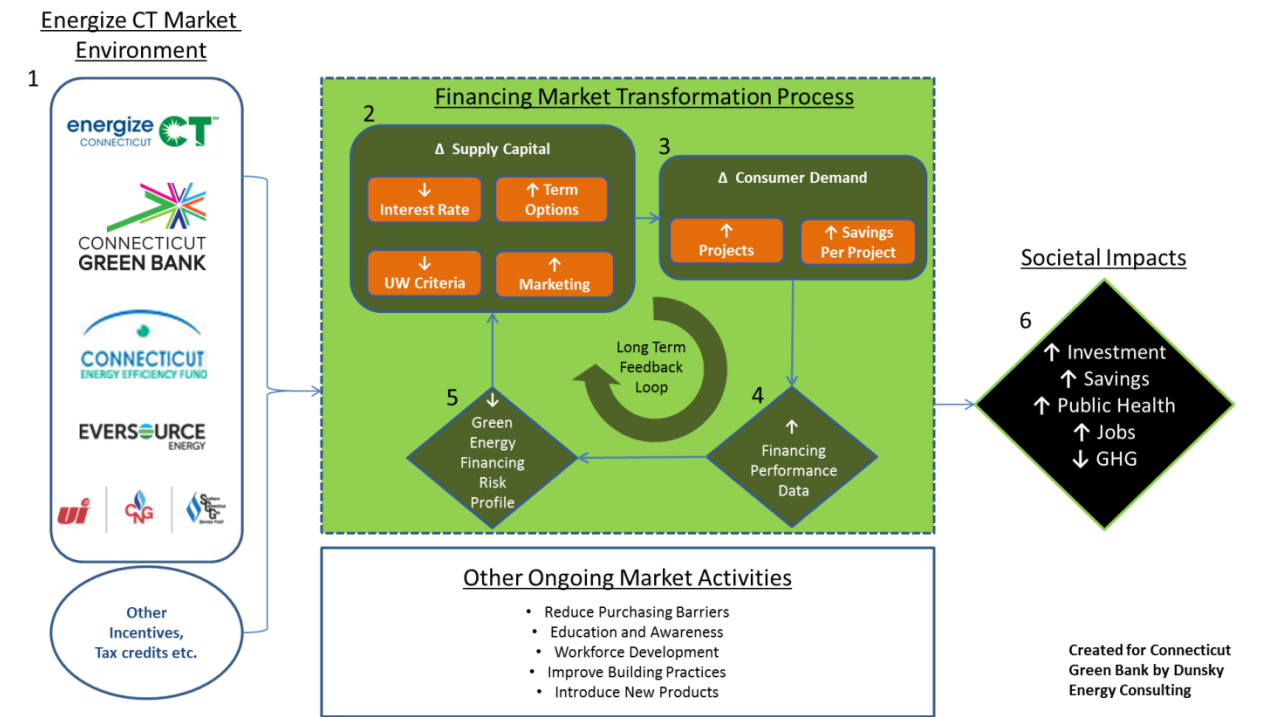 Energize CT Market
Environment
1
energize
CONNECTICUT
CT
CONNECTICUT
GREEN BANK
CONNECTICUT
ENERGY EFFICIENCY FUND
EVERSOURCE
ENERGY
UI
CNG
Other
Incentives,
Tax credits etc.
Financing Market Transformation Process
2
Δ Supply Capital
↓
Interest Rate
↑ Term
Options
↓
UW Criteria
↑
Marketing
3
Δ Consumer Demand
↑
Projects
↑ Savings
Per Project
Long Term
Feedback
Loop
4
↑
Financing
Performance
Data
5
↓
Green
Energy
Financing
Risk
Profile
Other Ongoing Market Activities
• Reduce Purchasing Barriers
• Education and Awareness
• Workforce Development
• Improve Building Practices
• Introduce New Products
Societal Impacts
6
↑ Investment
↑ Savings
↑ Public Health
↑ Jobs
↓ GHG
Created for Connecticut
Green Bank by Dunsky
Energy Consulting